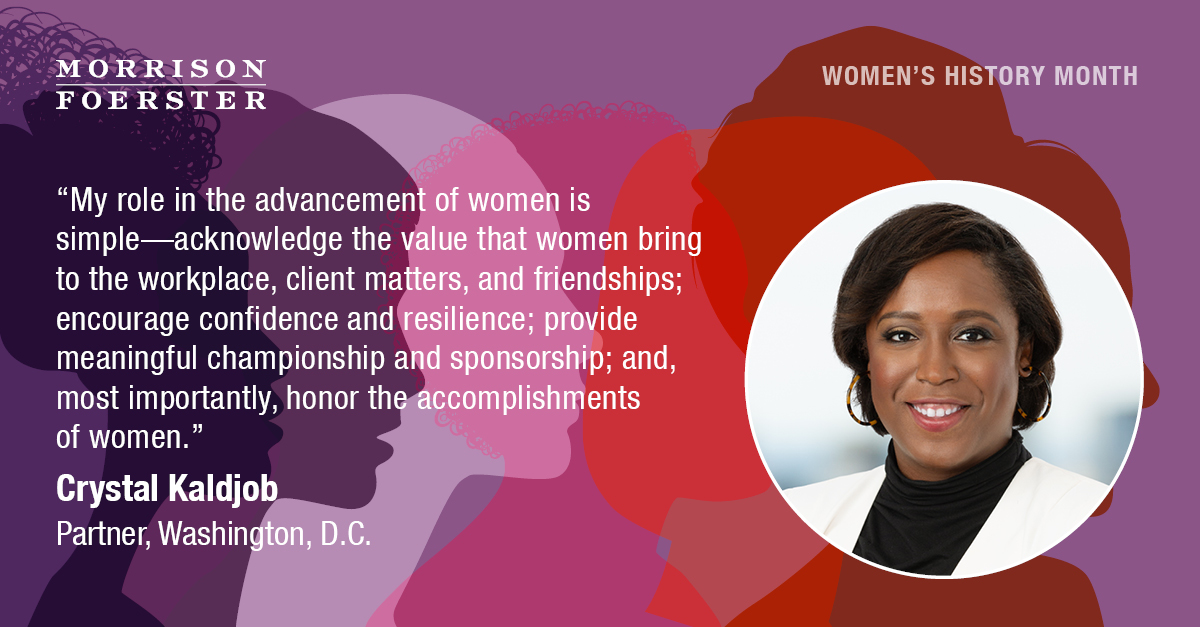 MORRISON
FOERSTER
WOMEN’S HISTORY MONTH
“My role in the advancement of women is
simple—acknowledge the value that women bring
to the workplace, client matters, and friendships;
encourage confidence and resilience; provide
meaningful championship and sponsorship; and,
most importantly, honor the accomplishments
of women.”
Crystal Kaldjob
Partner, Washington, D.C.